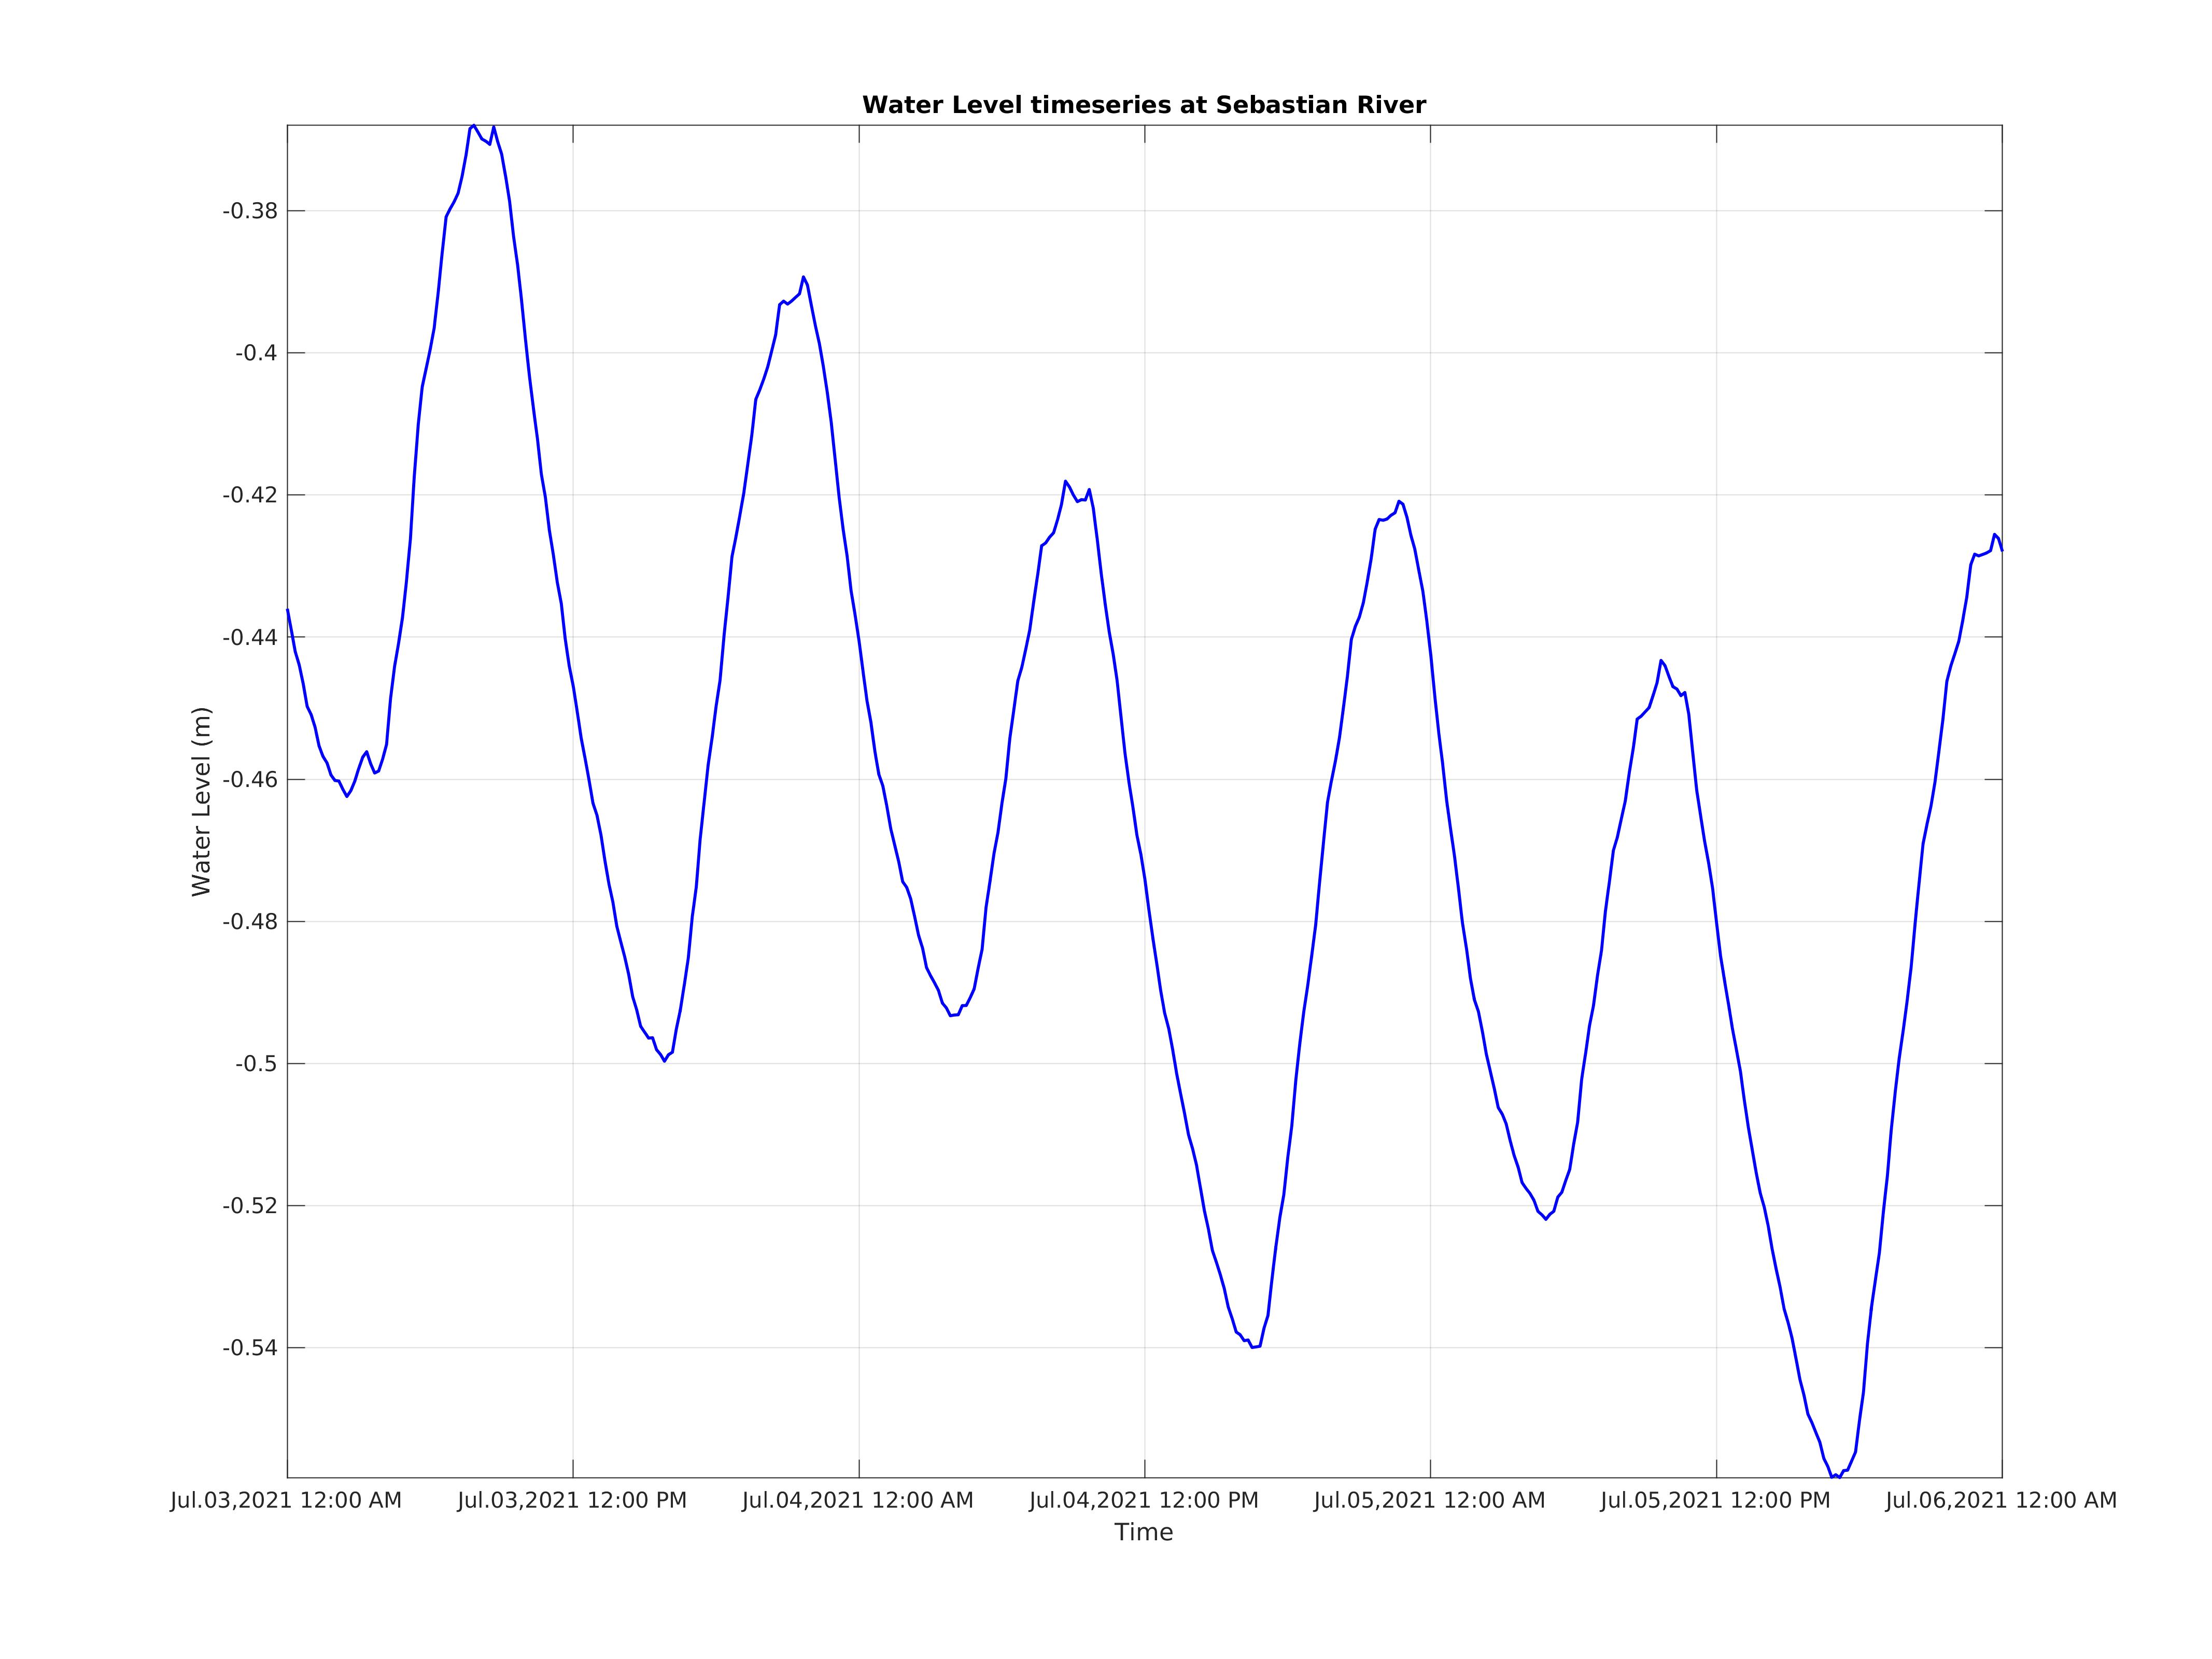 Water Level timeseries at Sebastian River
-0.38
-0.4
-0.42
-0.44
-0.46
-0.48
-0.5
-0.52
-0.54
Water Level (m)
Jul.03,2021 12:00 AM
Jul.03,2021 12:00 PM
Jul.04,2021 12:00 AM
Jul.04,2021 12:00 PM
Jul.05,2021 12:00 AM
Jul.05,2021 12:00 PM
Jul.06,2021 12:00 AM
Time